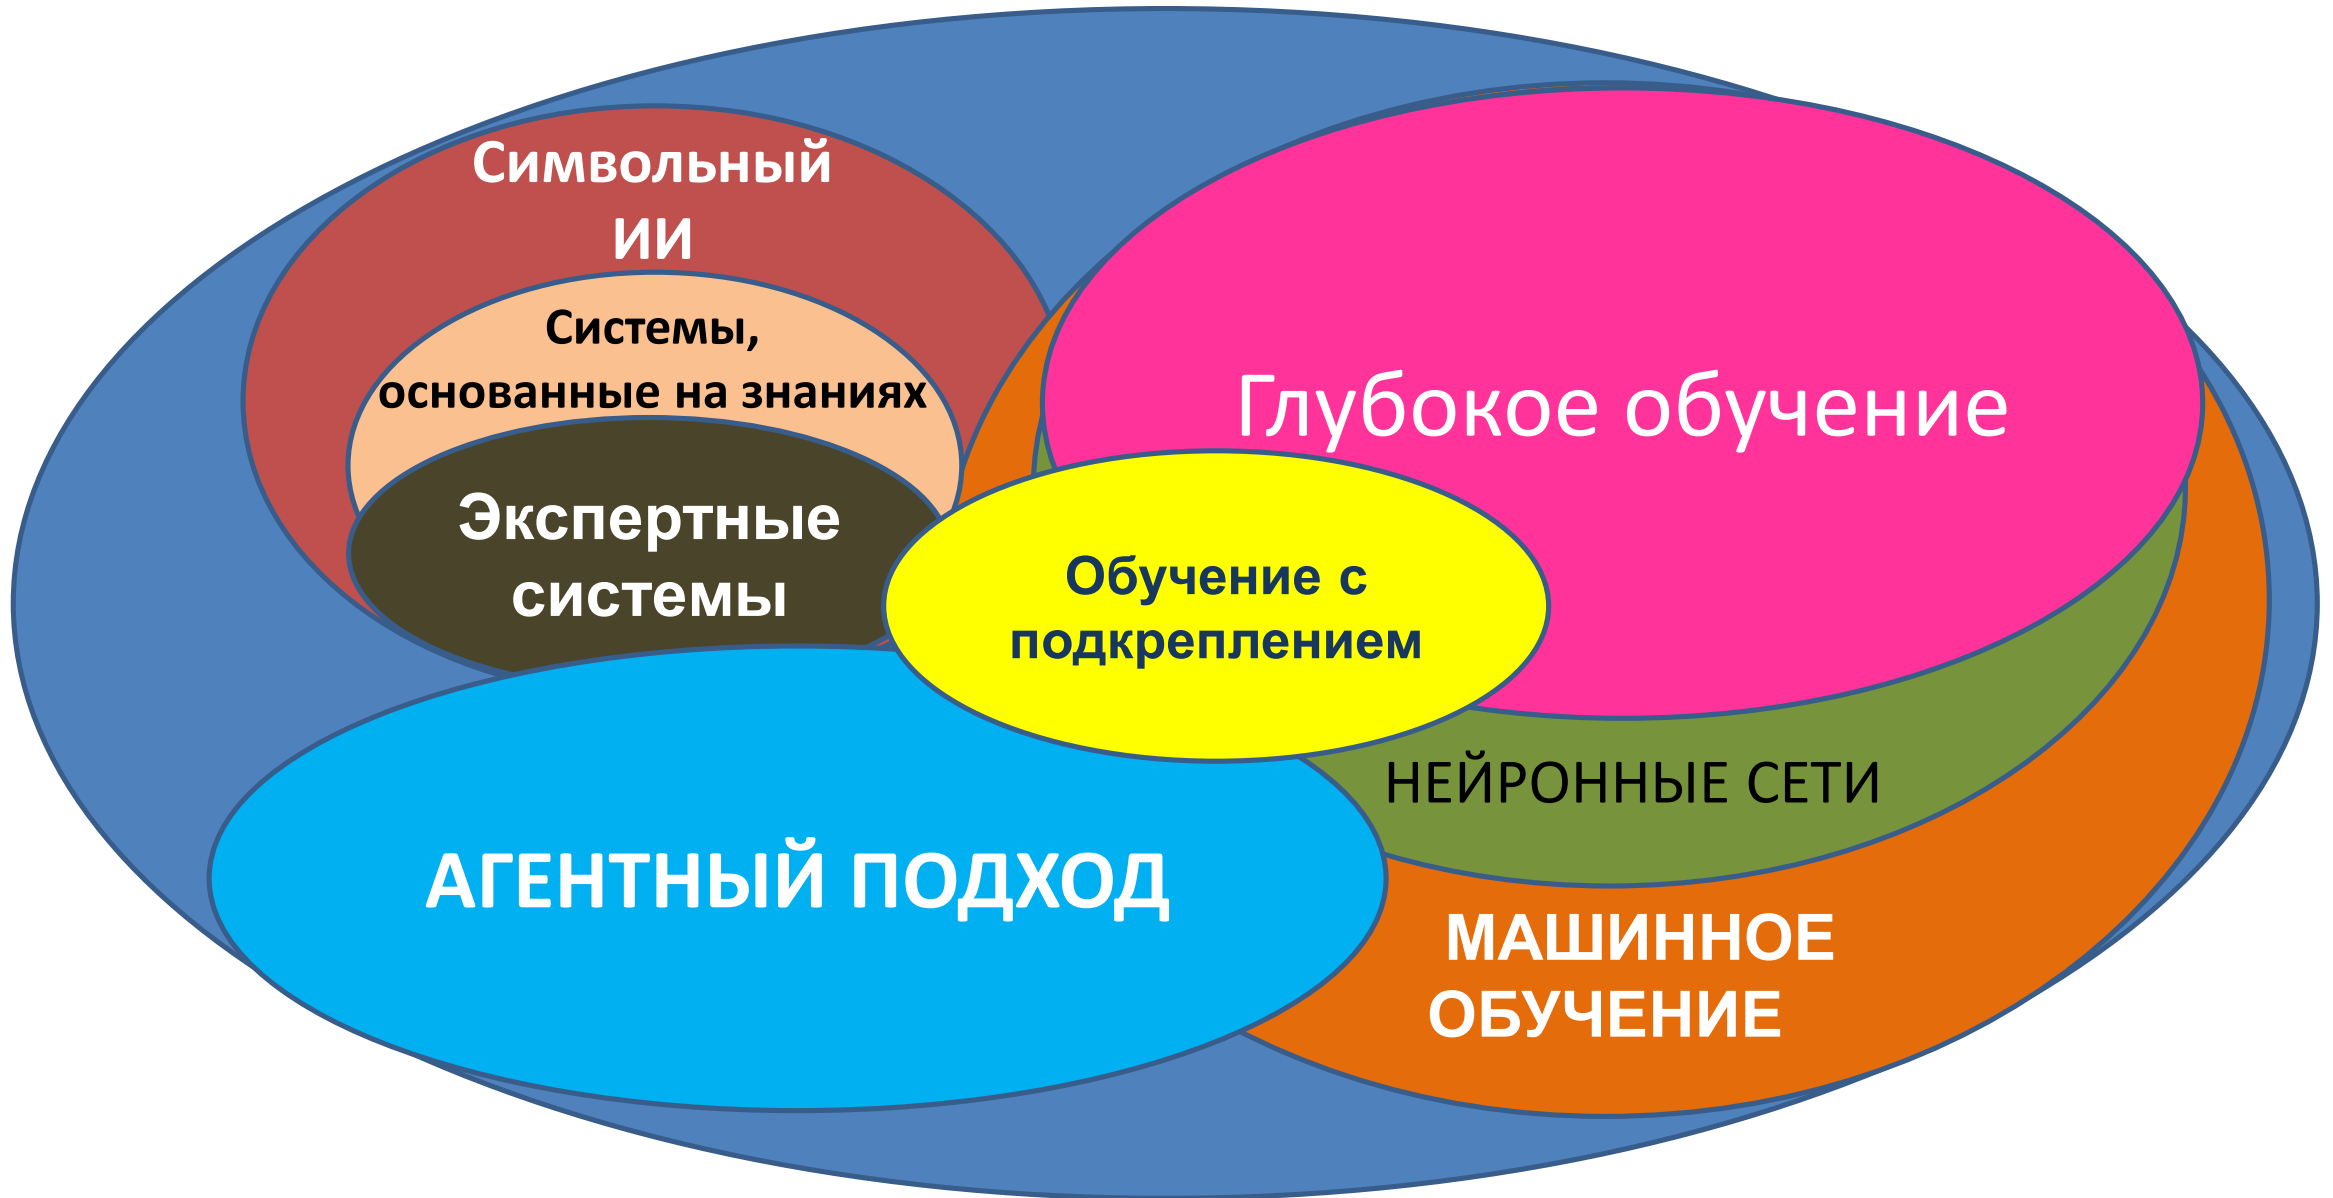 Символьный
ИИ
Системы,
основанные на знаниях
Экспертные
системы
Глубокое обучение
Обучение с
подкреплением
НЕЙРОННЫЕ СЕТИ
АГЕНТНЫЙ ПОДХОД
МАШИННОЕ
ОБУЧЕНИЕ